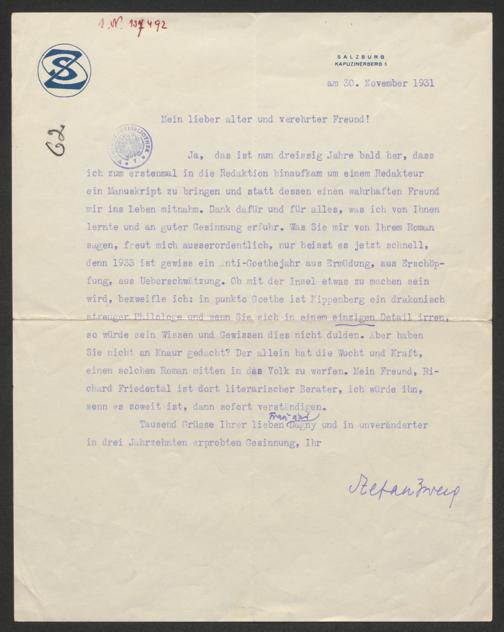 I.N. 137492
SZ
SALZBURG
KAPUZINERBERG 5
am 30. November 1931
62
Mein lieber alter und verehrter Freund!
Ja, das ist nun dreissig Jahre bald her, dass
ich zum erstenmal in die Redaktion hinaufkam um einem Redakteur
ein Manuskript zu bringen und statt dessen einen wahrhaften Freund
mir ins Leben mitnahm. Dank dafür und für alles, was ich von Ihnen
lernte und an guter Gesinnung erfuhr. Was Sie mir von Ihrem Roman
sagen, freut mich ausserordentlich, nur heisst es jetzt schnell,
denn 1933 ist gewiss ein Anti-Goethejahr aus Ermüdung, aus Erschöp-
fung, aus Ueberschwätzung. Ob mit der Insel etwas zu machen sein
wird, bezweifle ich: in punkto Goethe ist Kippenberg ein drakonisch
strenger Philologe und wenn Sie sich in einem einzigen Detail irren,
so würde sein Wissen und Gewissen dies nicht dulden. Aber haben
Sie nicht an Knaur gedacht? Der allein hat die Wucht und Kraft,
einen solchen Roman mitten in das Volk zu werfen. Mein Freund, Ri-
chard Friedental ist dort literarischer Berater, ich würde ihn,
wenn es soweit ist, dann sofort verständigen.
Tausend Grüsse Ihrer lieben Frau und Dagny und in unveränderter
in drei Jahrzehnten erprobten Gesinnung, Ihr
Stefan Zweig